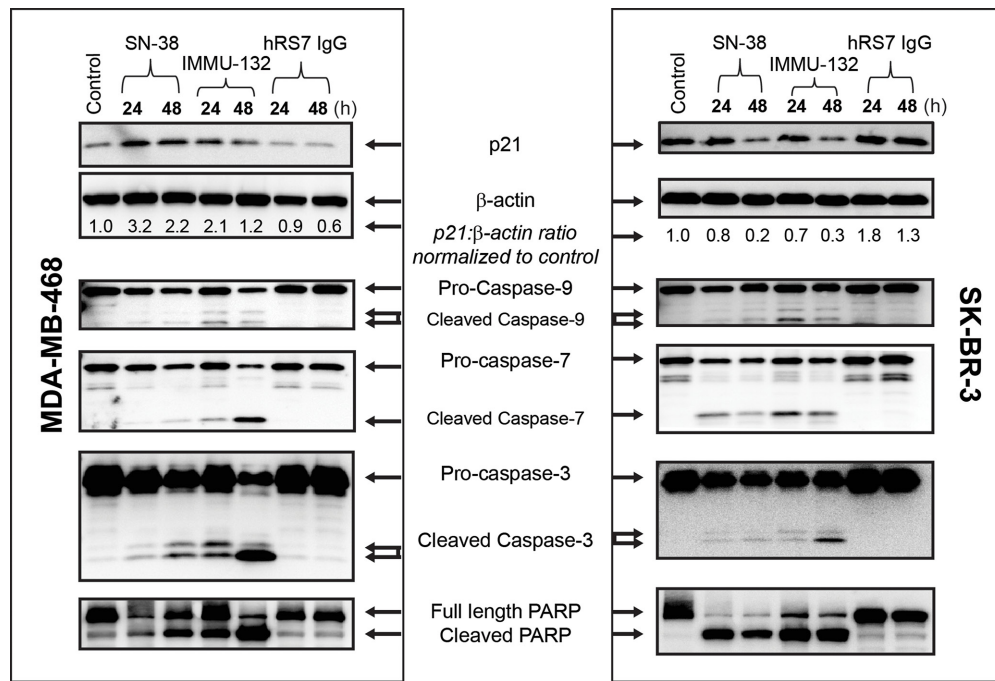 SN-38
IMMU-132
hRS7 IgG
Control
24 48 24 48 24 48 (h)
SN-38
IMMU-132
hRS7 IgG
Control
24 48 24 48 24 48 (h)
p21
β-actin
1.0 3.2 2.2 2.1 1.2 0.9 0.6
p21:β-actin ratio
normalized to control
1.0 0.8 0.2 0.7 0.3 1.8 1.3
Pro-Caspase-9
Cleaved Caspase-9
Pro-caspase-7
Cleaved Caspase-7
Pro-caspase-3
Cleaved Caspase-3
Full length PARP
Cleaved PARP
MDA-MB-468
SK-BR-3